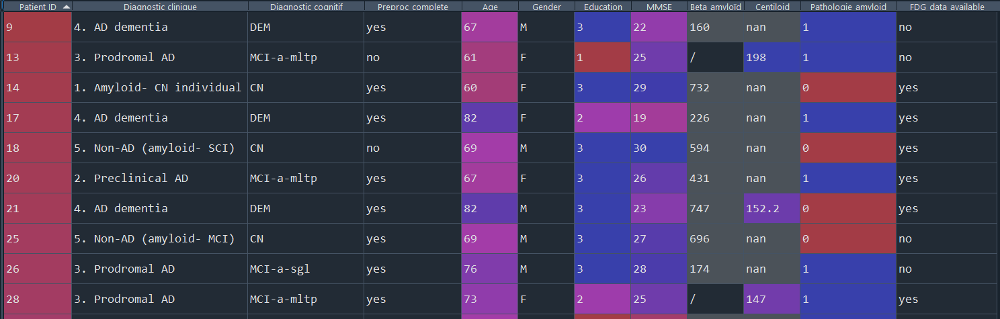 Patient ID Diagnostic clinique Diagnostic cognitif Preproc complete Age Gender Education MMSE Beta amyloïd Centiloid Pathologie amyloid FDG data available
9 4. AD dementia DEM yes 67 M 3 22 160 nan 1 no
13 3. Prodromal AD MCI-a-mltp no 61 F 1 25 / 198 1 no
14 1. Amyloid- CN individual CN yes 60 F 3 29 732 nan 0 yes
17 4. AD dementia DEM yes 82 F 2 19 226 nan 1 yes
18 5. Non-AD (amyloid- SCI) CN no 69 M 3 30 594 nan 0 yes
20 2. Preclinical AD MCI-a-mltp yes 67 F 3 26 431 nan 1 yes
21 4. AD dementia DEM yes 82 M 3 23 747 152.2 0 yes
25 5. Non-AD (amyloid- MCI) CN yes 69 M 3 27 696 nan 0 no
26 3. Prodromal AD MCI-a-sgl yes 76 M 3 28 174 nan 1 no
28 3. Prodromal AD MCI-a-mltp yes 73 F 2 25 / 147 1 yes